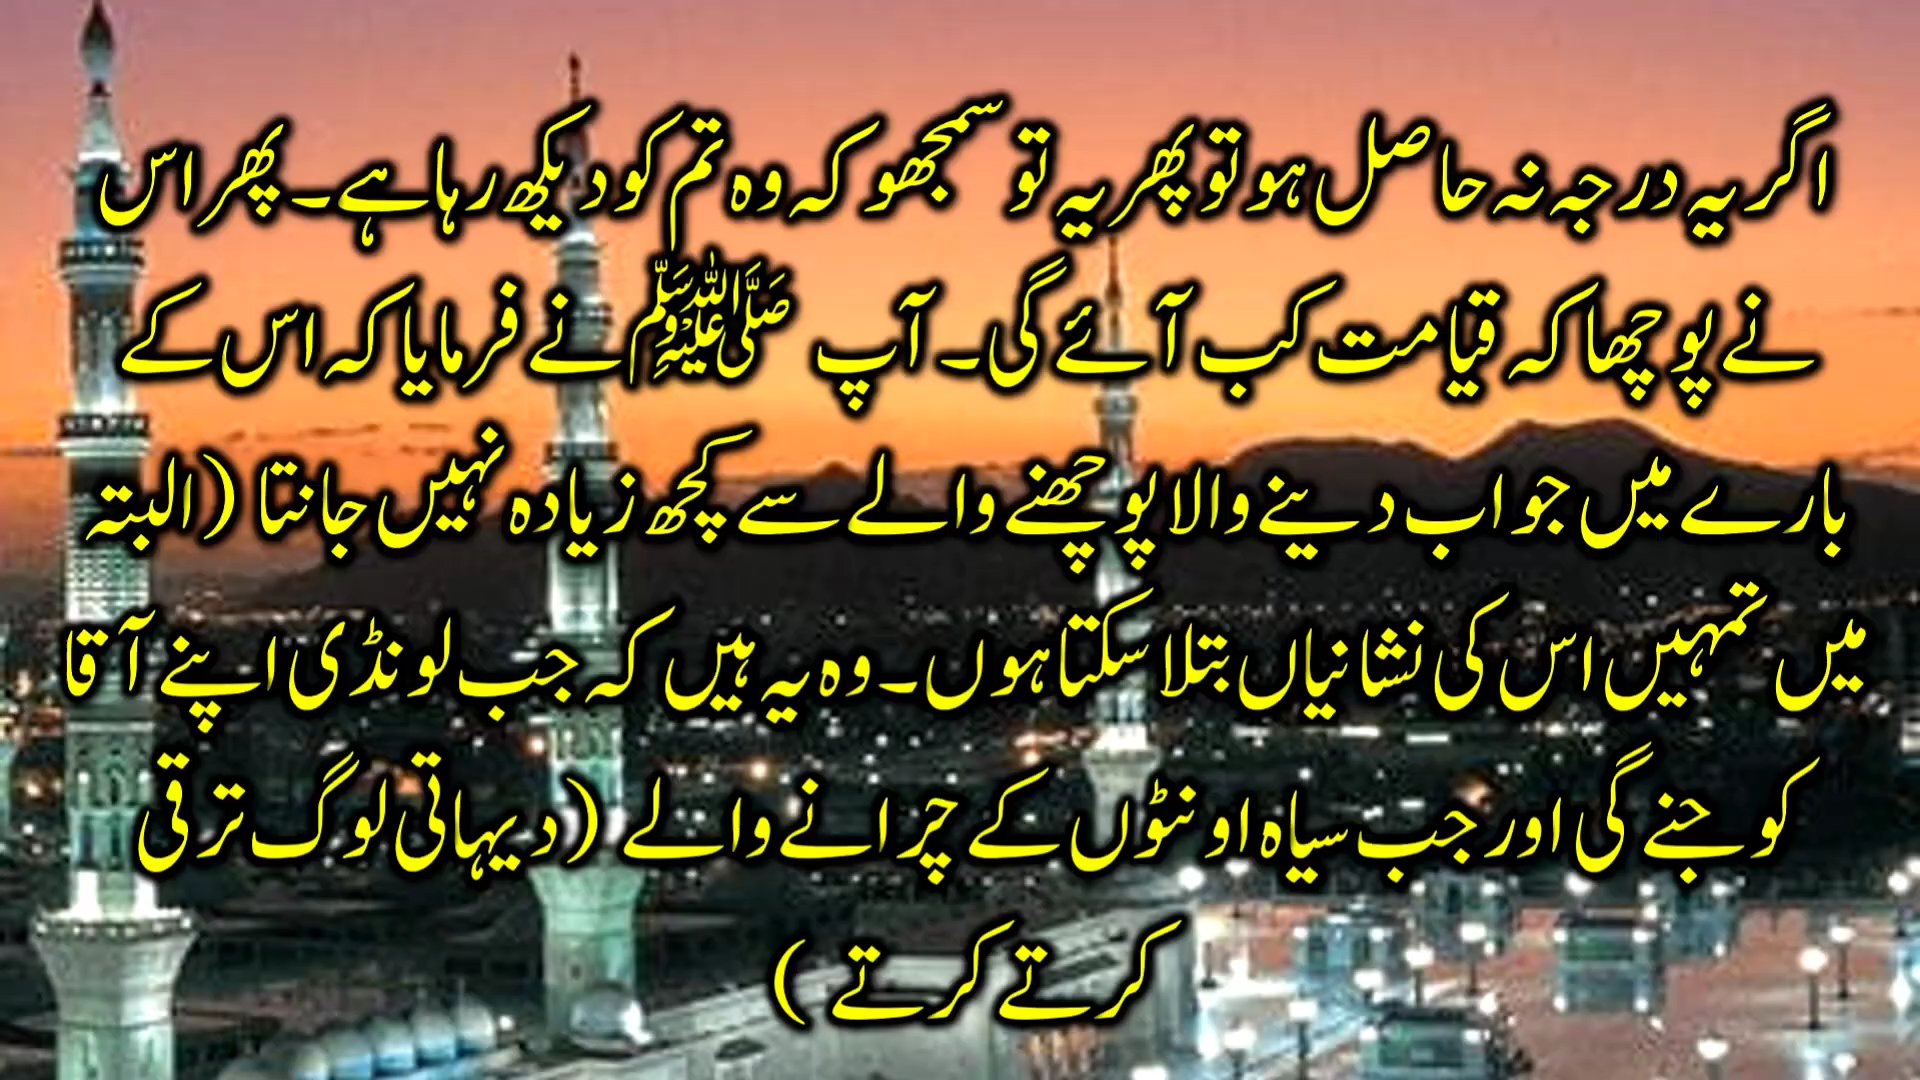 اگر یہ درجہ نہ حاصل ہو تو پھر یہ تو سمجھو کہ وہ تم کو دیکھ رہا ہے۔ پھر اس
نے پوچھا کہ قیامت کب آئے گی۔ آپ ﷺ نے فرمایا کہ اس کے
بارے میں جواب دینے والا پوچھنے والے سے کچھ زیادہ نہیں جانتا (البتہ
میں تمہیں اس کی نشانیاں بتلا سکتا ہوں۔ وہ یہ ہیں کہ جب لونڈی اپنے آقا
کو جنے گی اور جب سیاہ اونٹوں کے چرانے والے (دیہاتی لوگ ترقی
کرتے کرتے)